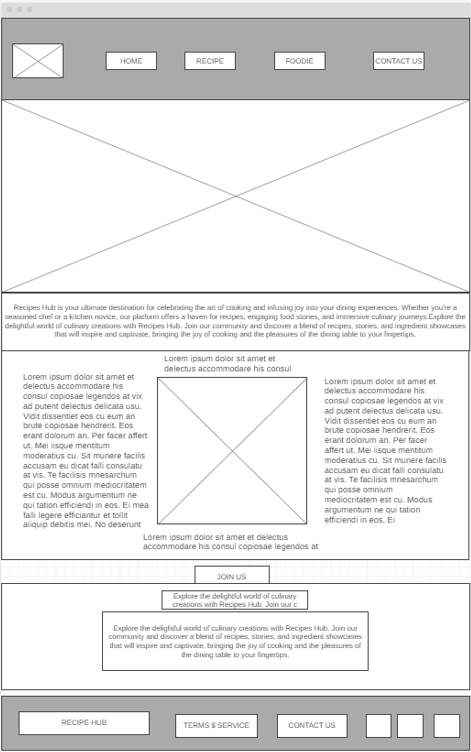 HOME
RECIPE
FOODIE
CONTACT US
Recipes Hub is your ultimate destination for celebrating the art of cooking and infusing joy into your dining experiences. Whether you're a
seasoned chef or a kitchen novice, our platform offers a haven for recipes, engaging food stories, and immersive culinary journeys.Explore the
delightful world of culinary creations with Recipes Hub. Join our community and discover a blend of recipes, stories, and ingredient showcases
that will inspire and captivate, bringing the joy of cooking and the pleasures of the dining table to your fingertips.
Lorem ipsum dolor sit amet et
delectus accommodare his consul
Lorem ipsum dolor sit amet et
delectus accommodare his
consul copiosae legendos at vix
ad putent delectus delicata usu.
Vidit dissentiet eos cu eum an
brute copiosae hendrerit. Eos
erant dolorum an. Per facer affert
ut. Mei iisque mentitum
moderatius cu. Sit munere facilis
accusam eu dicat falli consulatu
at vis. Te facilisis mnesarchum
qui posse omnium mediocritatem
est cu. Modus argumentum ne
qui tation efficiendi in eos. Ei mea
falli legere efficiantur et tollit
aliquip debitis mei. No deserunt
Lorem ipsum dolor sit amet et
delectus accommodare his
consul copiosae legendos at vix
ad putent delectus delicata usu.
Vidit dissentiet eos cu eum an
brute copiosae hendrerit. Eos
erant dolorum an. Per facer
affert ut. Mei iisque mentitum
moderatius cu. Sit munere facilis
accusam eu dicat falli consulatu
at vis. Te facilisis mnesarchum
qui posse omnium
mediocritatem est cu. Modus
argumentum ne qui tation
efficiendi in eos. Ei
Lorem ipsum dolor sit amet et delectus
accommodare his consul copiosae legendos at
JOIN US
Explore the delightful world of culinary
creations with Recipes Hub. Join our c
Explore the delightful world of culinary creations with Recipes Hub. Join our
community and discover a blend of recipes, stories, and ingredient showcases
that will inspire and captivate, bringing the joy of cooking and the pleasures of
the dining table to your fingertips.
RECIPE-HUB
TERMS $ SERVICE
CONTACT US